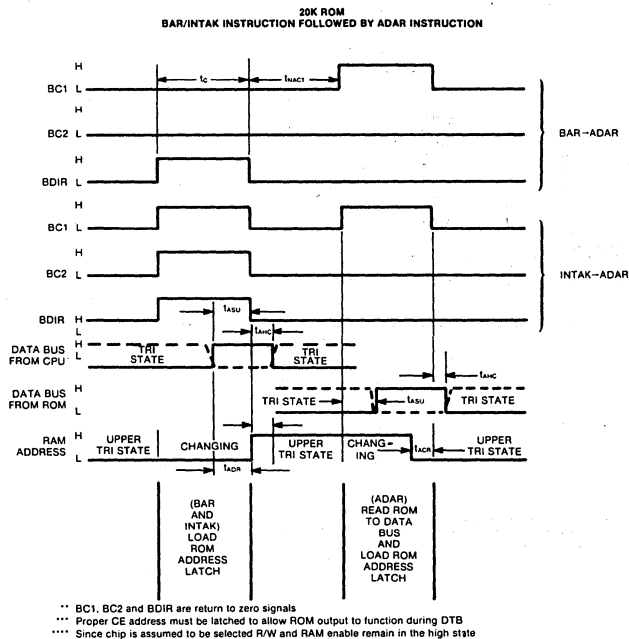 20K ROM
BAR/INTAK INSTRUCTION FOLLOWED BY ADAR INSTRUCTION
H
BC1 L
tC
tNAC1
H
BC2 L
BAR→ADAR
H
BDIR L
H
BC1 L
H
BC2 L
INTAK→ADAR
BDIR H
L
tASU
tAHC
DATA BUS
FROM CPU
H
L
TRI
STATE
TRI
STATE
tAHC
DATA BUS
FROM ROM
H
L
TRI STATE
tASU
TRI STATE
RAM
ADDRESS
H
L
UPPER
TRI STATE
CHANGING
UPPER
TRI STATE
CHANG-
ING
tACR
UPPER
TRI STATE
tADR
(BAR
AND
INTAK)
LOAD
ROM
ADDRESS
LATCH
(ADAR)
READ ROM
TO DATA
BUS
AND
LOAD ROM
ADDRESS
LATCH
** BC1, BC2 and BDIR are return to zero signals
*** Proper CE address must be latched to allow ROM output to function during DTB
**** Since chip is assumed to be selected R/W and RAM enable remain in the high state